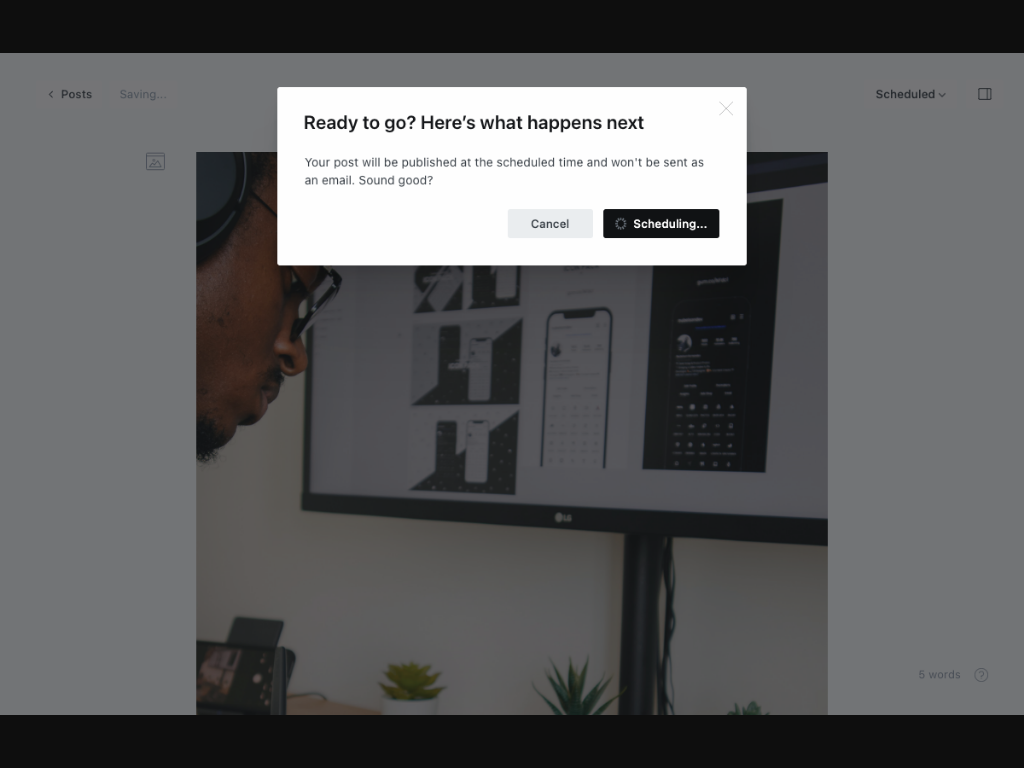 Posts
Saving...
Scheduled
Ready to go? Here's what happens next
Your post will be published at the scheduled time and won't be sent as
an email. Sound good?
Cancel
Scheduling...
LG
5 words
?